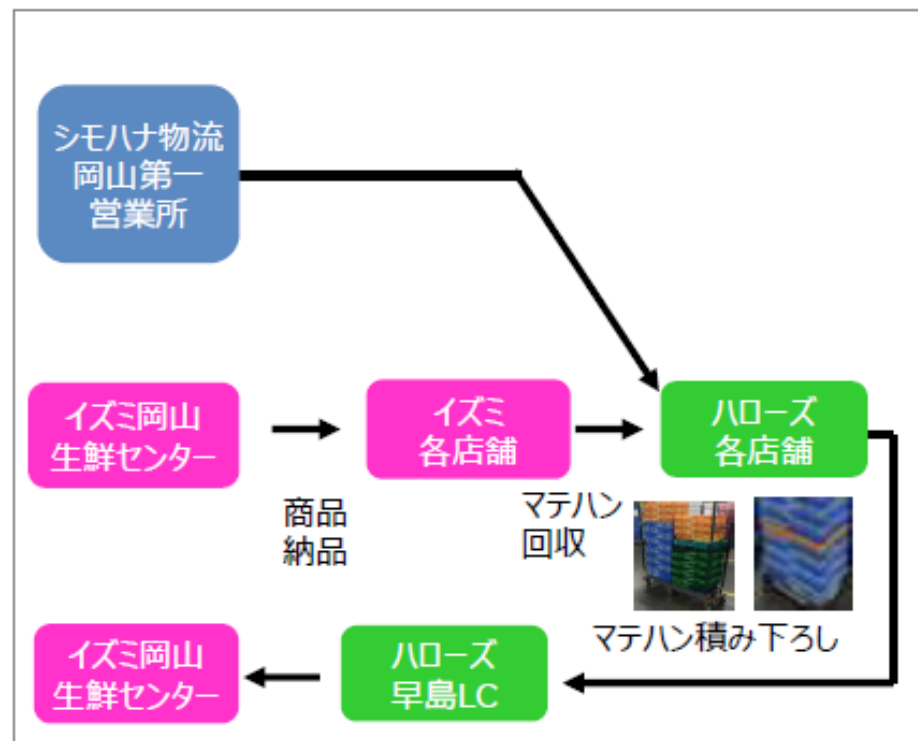 シモハナ物流
岡山第一
営業所
イズミ岡山
生鮮センター
イズミ
各店舗
ハローズ
各店舗
商品
納品
マテハン
回収
マテハン積み下ろし
イズミ岡山
生鮮センター
ハローズ
早島LC